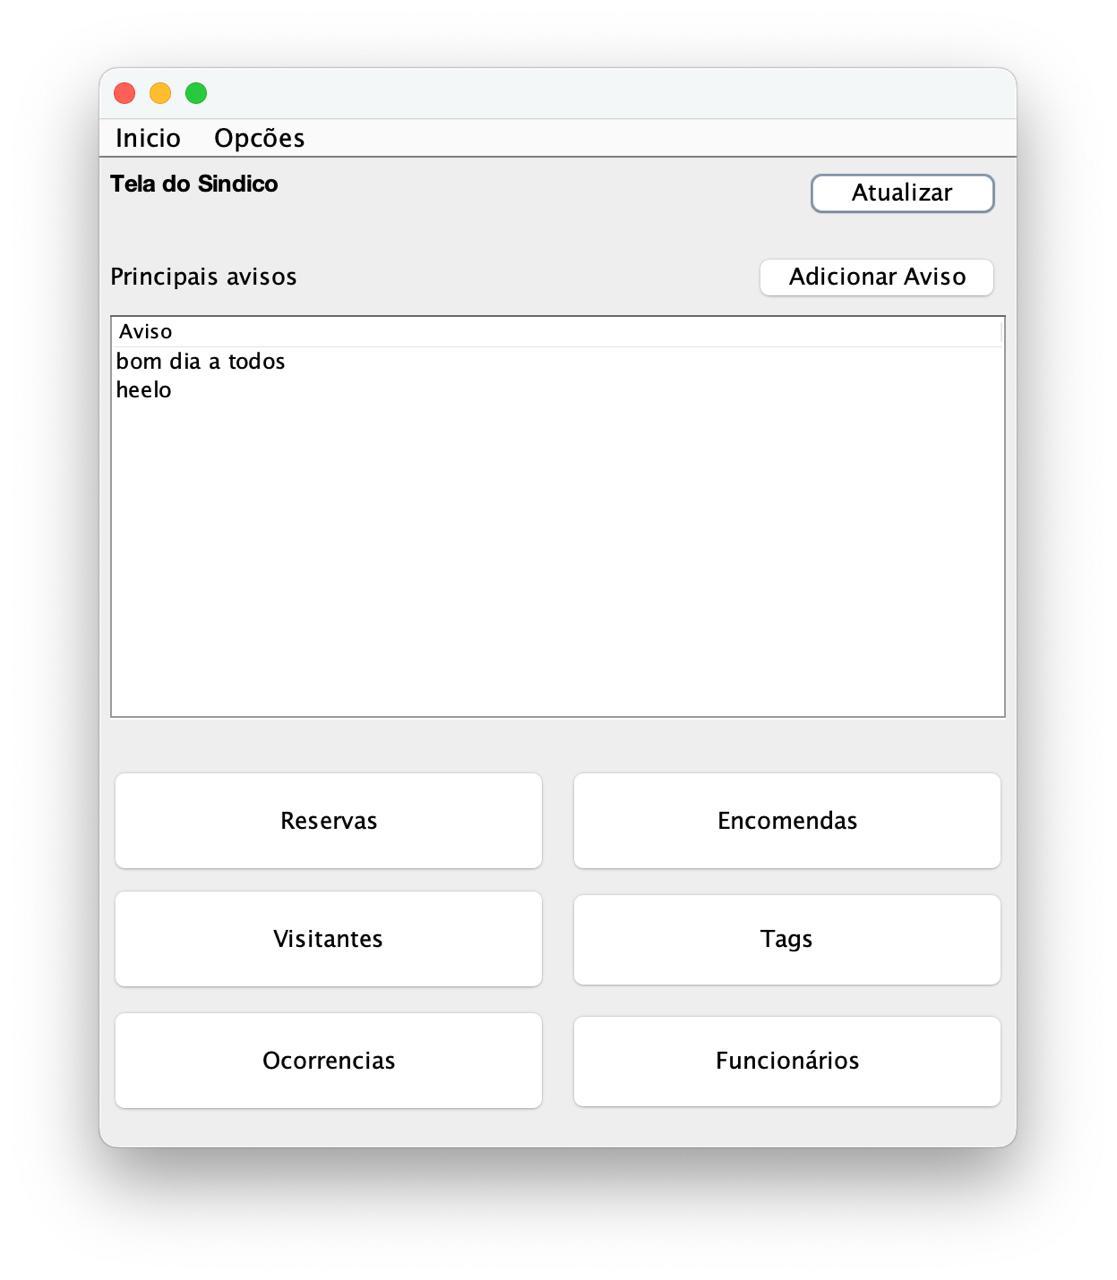 Inicio Opcões
Tela do Sindico
Atualizar
Principais avisos
Adicionar Aviso
Aviso
bom dia a todos
heelo
Reservas
Encomendas
Visitantes
Tags
Ocorrencias
Funcionários